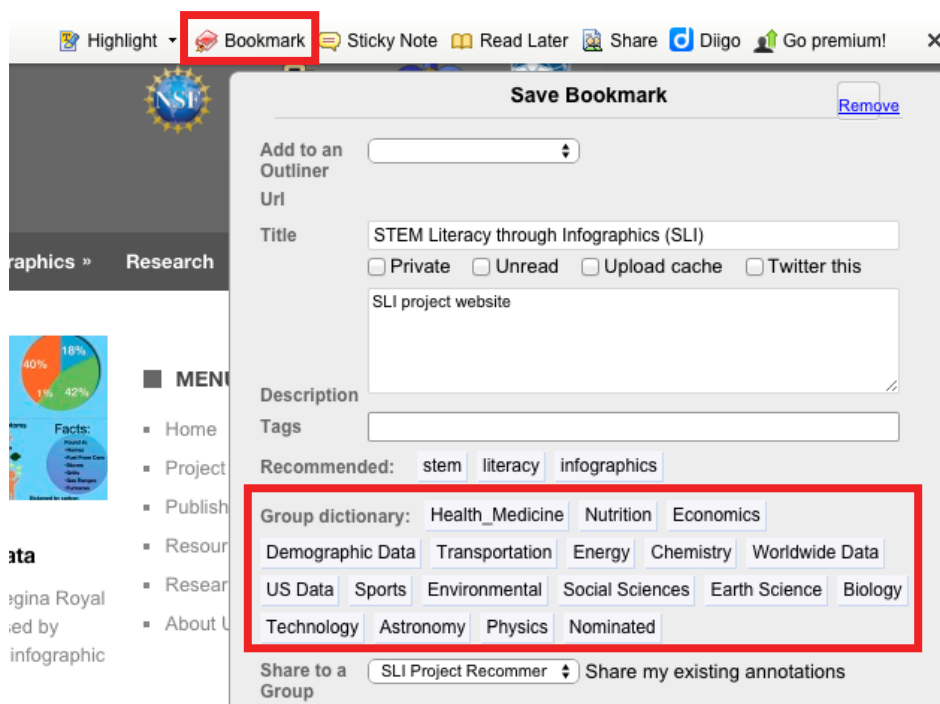 Highlight Bookmark Sticky Note Read Later Share Diigo Go premium!
NSF
Save Bookmark
Remove
Add to an
Outliner
Url
Title STEM Literacy through Infographics (SLI)
Private Unread Upload cache Twitter this
SLI project website
Description
Tags
Recommended: stem literacy infographics
Group dictionary: Health_Medicine Nutrition Economics
Demographic Data Transportation Energy Chemistry Worldwide Data
US Data Sports Environmental Social Sciences Earth Science Biology
Technology Astronomy Physics Nominated
Share to a
Group
SLI Project Recommer Share my existing annotations
raphics » Research
18%
40%
1% 42%
Facts:
MENU
Home
Project
Publish
Resour
Resear
About U
ata
egina Royal
sed by
infographic